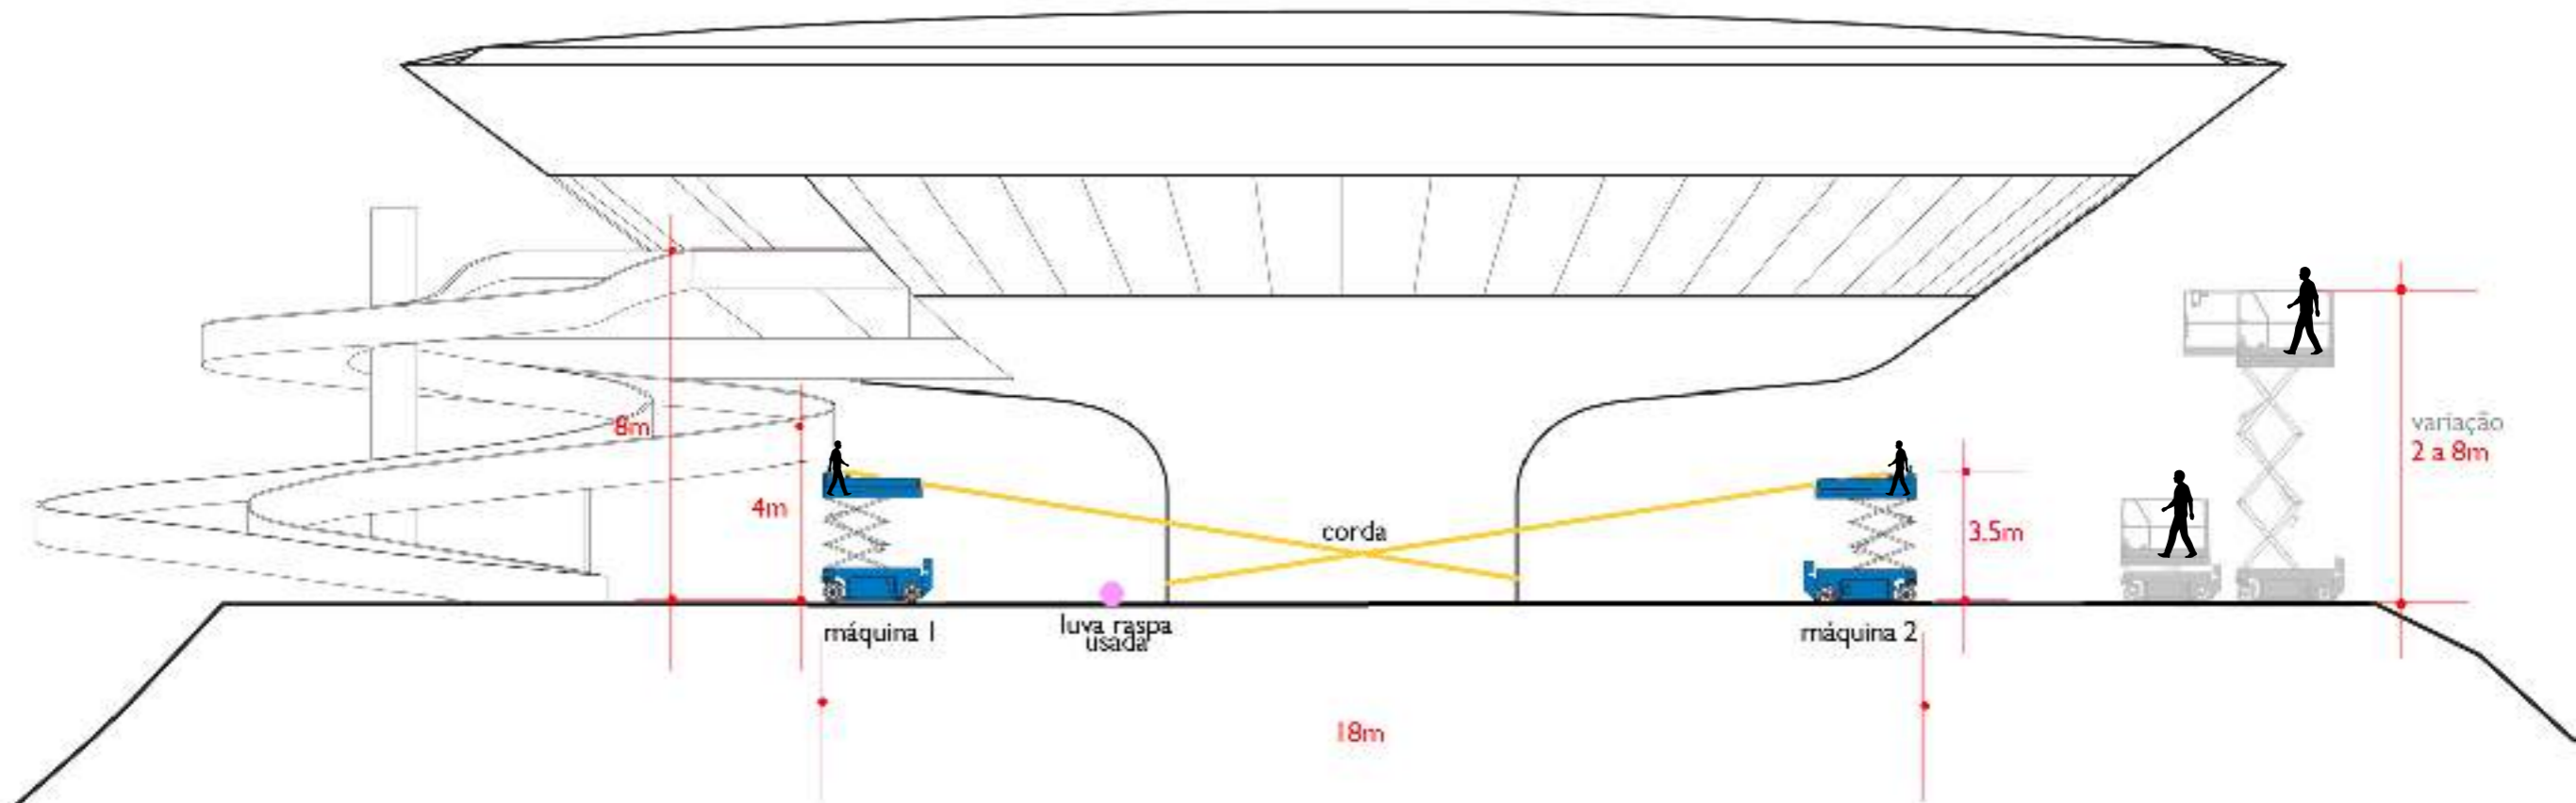 8m
4m
corda
3.5m
variação
2 a 8m
máquina 1
luva raspa
usada
máquina 2
18m